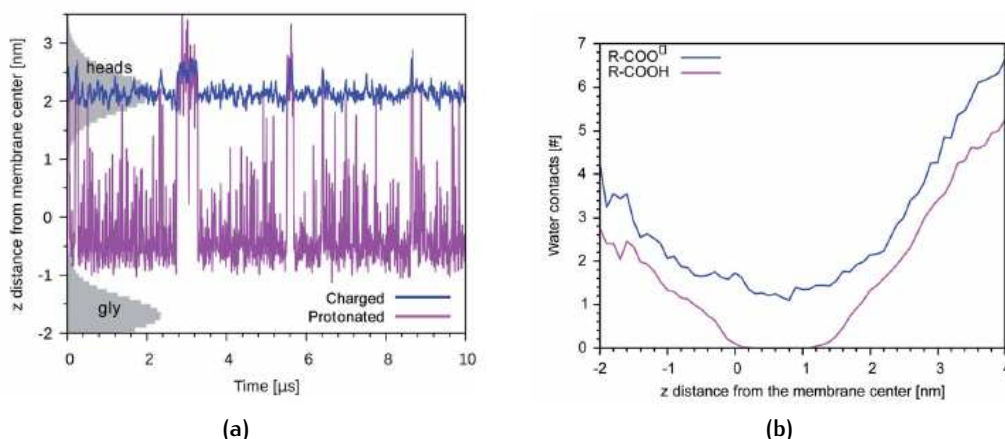 3
2
1
0
-1
-2
z distance from membrane center [nm]
heads
gly
Charged
Protonated
0 2 4 6 8 10
Time [µs]
(a)
7
6
5
4
3
2
1
0
Water contacts [#]
R-COO
R-COOH
-2 -1 0 1 2 3 4
z distance from the membrane center [nm]
(b)